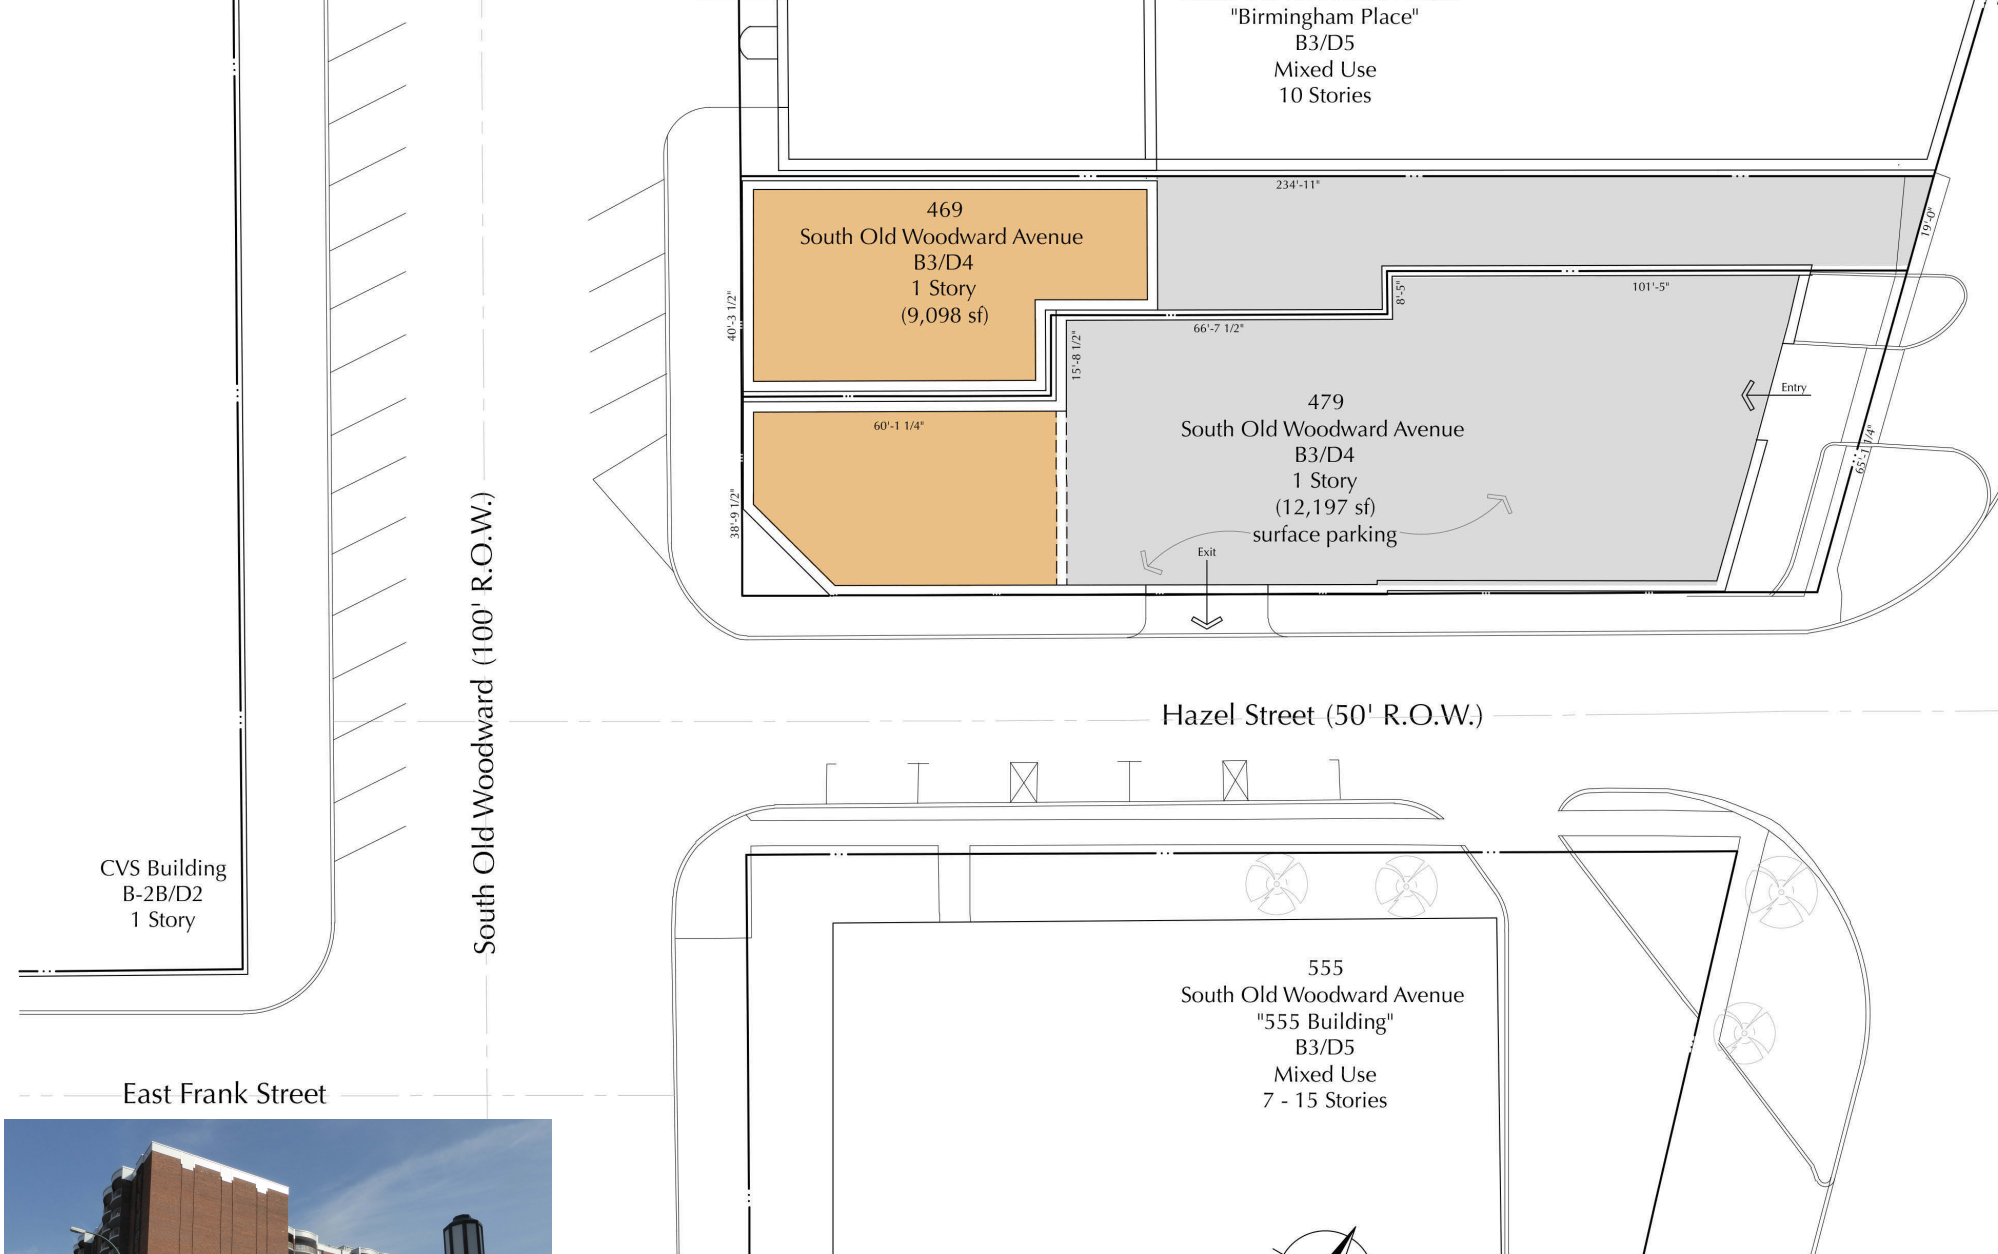 "Birmingham Place"
B3/D5
Mixed Use
10 Stories
234'-11"
19'-0"
469
South Old Woodward Avenue
B3/D4
1 Story
(9,098 sf)
40'-3 1/2"
8'-5"
101'-5"
66'-7 1/2"
15'-8 1/2"
Entry
60'-1 1/4"
479
South Old Woodward Avenue
B3/D4
1 Story
(12,197 sf)
surface parking
65'-1 1/4"
38'-9 1/2"
Exit
South Old Woodward (100' R.O.W.)
Hazel Street (50' R.O.W.)
CVS Building
B-2B/D2
1 Story
555
South Old Woodward Avenue
"555 Building"
B3/D5
Mixed Use
7 - 15 Stories
East Frank Street